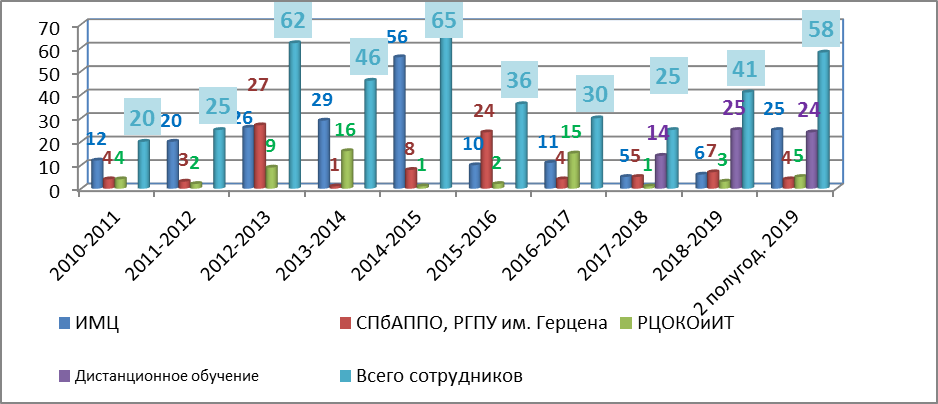 70
60
50
40
30
20
10
0
12 4 4 20
20 3 2 25
26 27 9 62
29 1 16 46
56 8 1 65
10 24 2 36
11 4 15 30
5 5 1 14 25
6 7 3 25 41
25 4 5 24 58
2010-2011
2011-2012
2012-2013
2013-2014
2014-2015
2015-2016
2016-2017
2017-2018
2018-2019
2 полугод. 2019
ИМЦ
СПбАППО, РГПУ им. Герцена
РЦОКОиИТ
Дистанционное обучение
Всего сотрудников